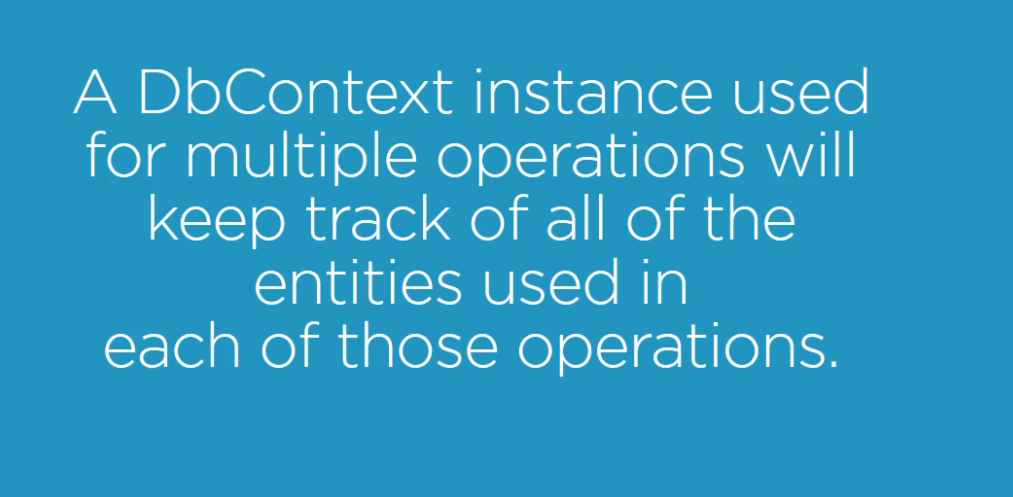 A DbContext instance used
for multiple operations will
keep track of all of the
entities used in
each of those operations.